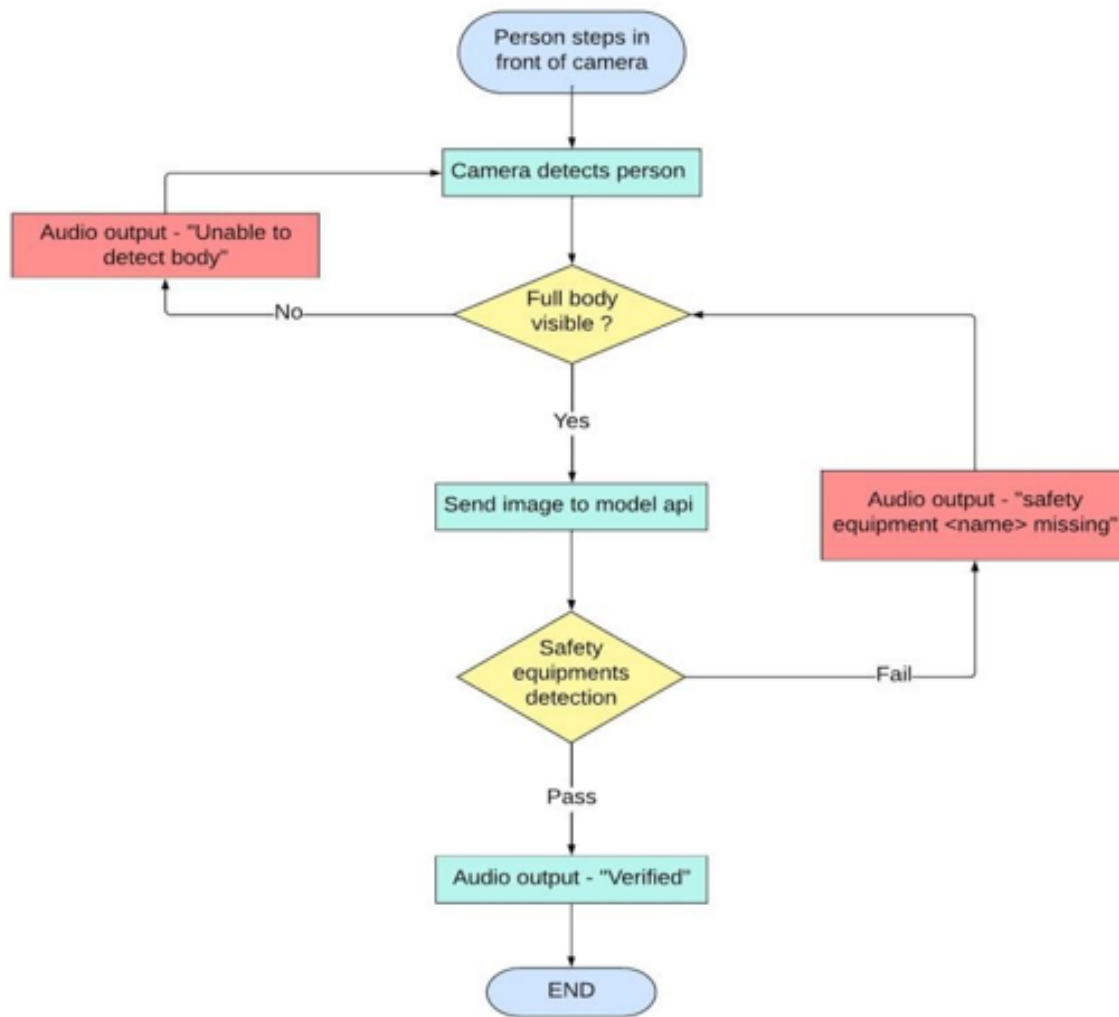 Person steps in
front of camera
Camera detects person
Audio output - "Unable to
detect body"
Full body
visible ?
No
Yes
Send image to model api
Audio output - "safety
equipment <name> missing"
Safety
equipments
detection
Fail
Pass
Audio output - "Verified"
END